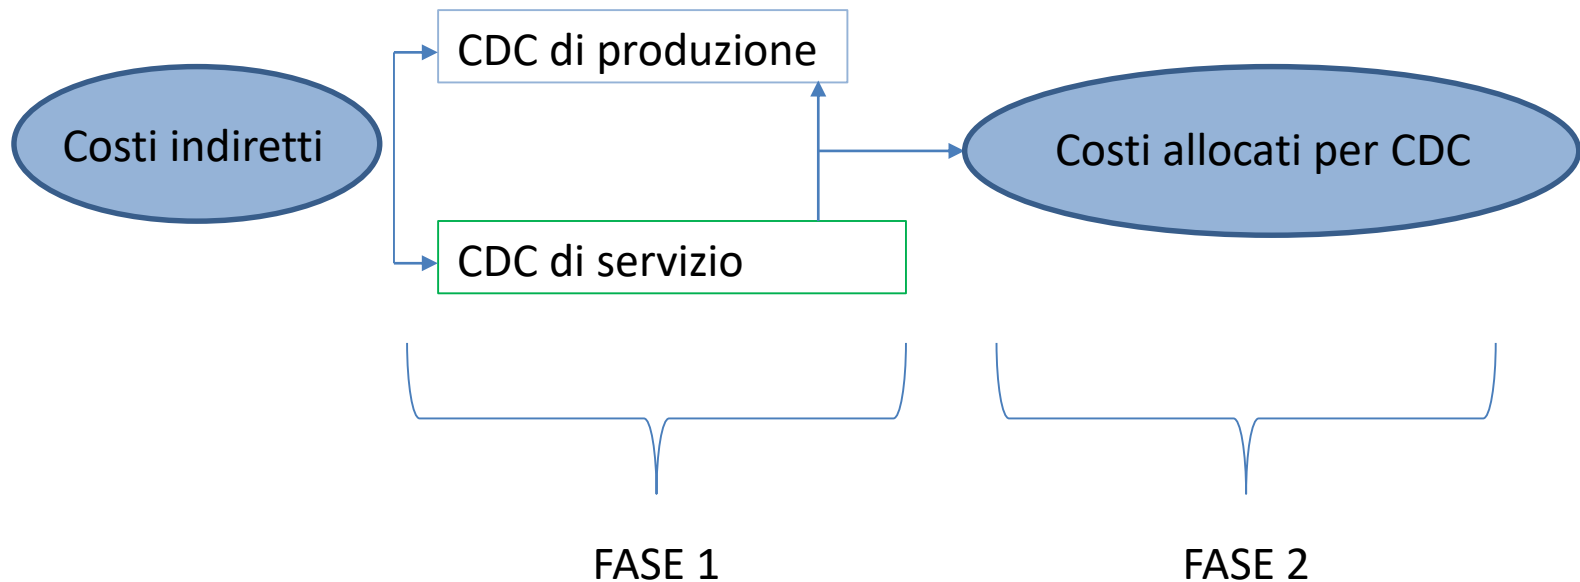 CDC di produzione
Costi indiretti
Costi allocati per CDC
CDC di servizio
FASE 1
FASE 2